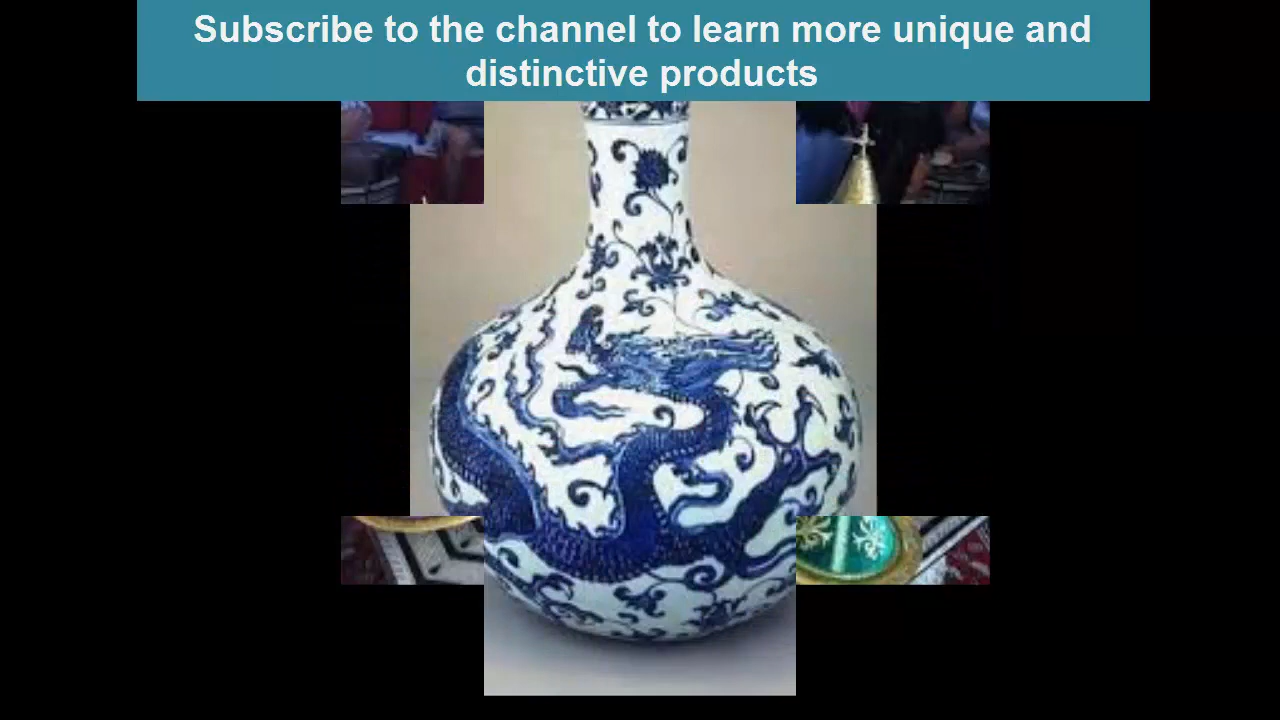 Subscribe to the channel to learn more unique and
distinctive products